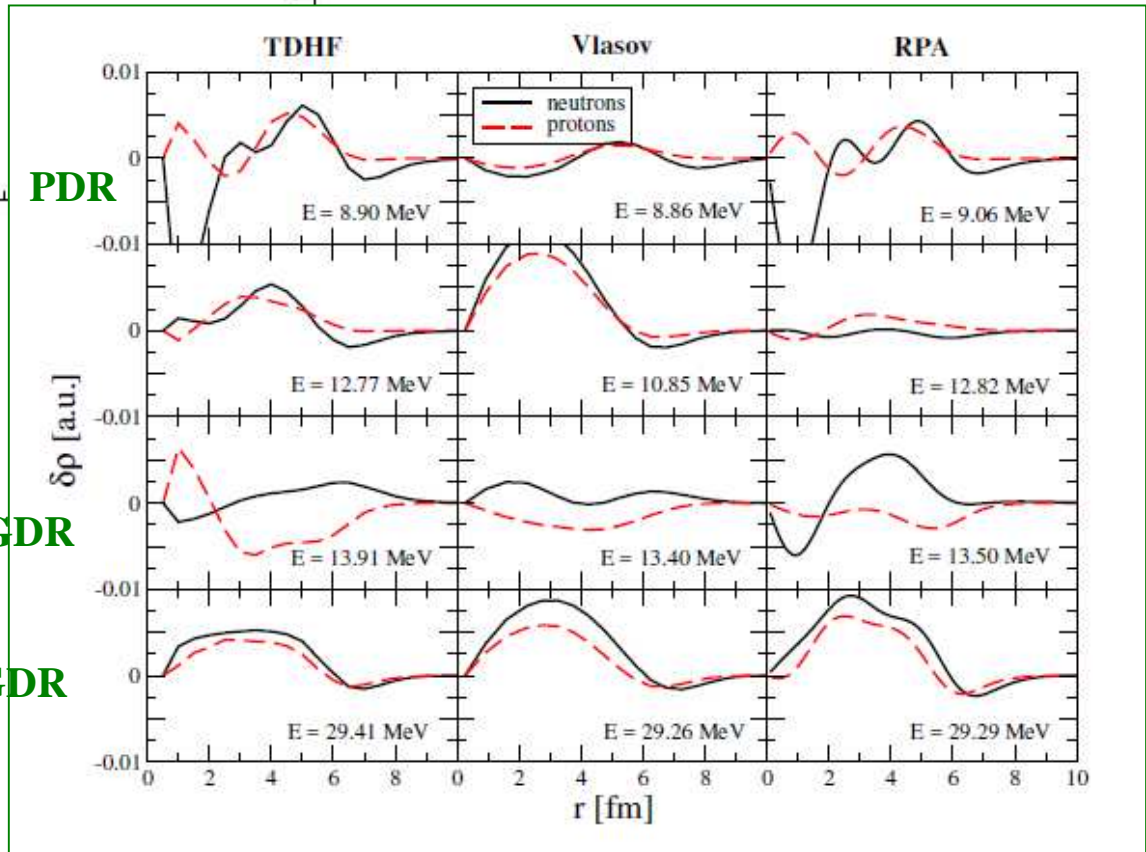 TDHF Vlasov RPA
0.01
neutrons
protons
0
PDR
E = 8.90 MeV E = 8.86 MeV E = 9.06 MeV
-0.01
0
E = 12.77 MeV E = 10.85 MeV E = 12.82 MeV
-0.01
δρ [a.u.]
0
GDR
E = 13.91 MeV E = 13.40 MeV E = 13.50 MeV
-0.01
0
GDR
E = 29.41 MeV E = 29.26 MeV E = 29.29 MeV
-0.01
0 2 4 6 8 0 2 4 6 8 0 2 4 6 8 10
r [fm]